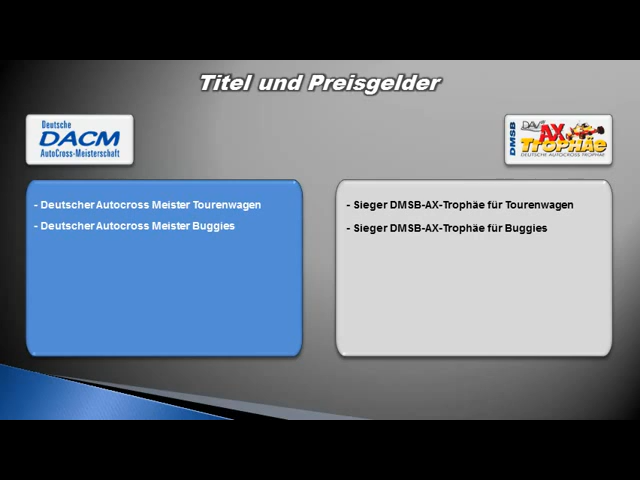 Titel und Preisgelder
Deutsche
DACM
AutoCross-Meisterschaft
DMSB
AX
TROPHÄe
DEUTSCHE AUTOCROSS TROPHÄE
- Deutscher Autocross Meister Tourenwagen
- Deutscher Autocross Meister Buggies
- Sieger DMSB-AX-Trophäe für Tourenwagen
- Sieger DMSB-AX-Trophäe für Buggies